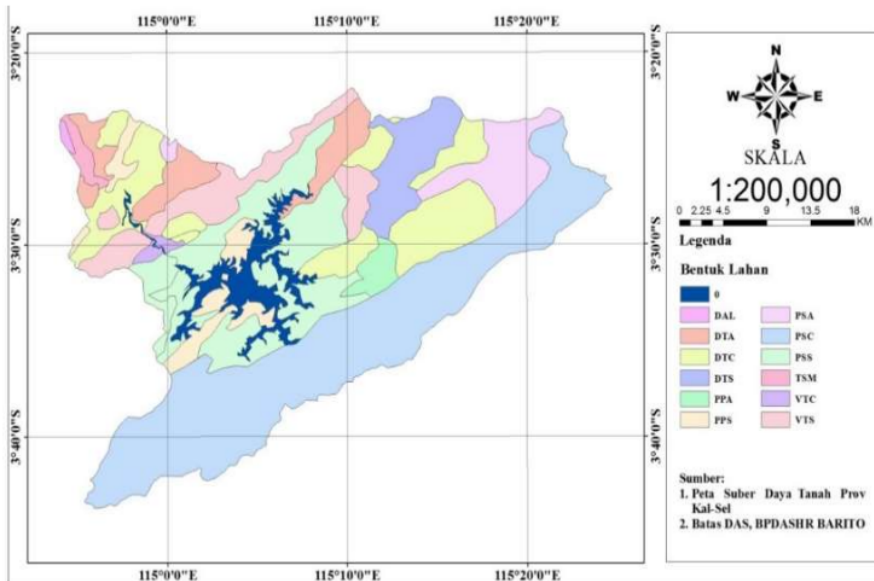 115°0'0"E 115°10'0"E 115°20'0"E
3°20'0"S 3°20'0"S
3°30'0"S 3°30'0"S
3°40'0"S 3°40'0"S
115°0'0"E 115°10'0"E 115°20'0"E
N
W E
S
SKALA
1:200,000
0 2.25 4.5 9 13.5 18
KM
Legenda
Bentuk Lahan
0
DAL PSA
DTA PSC
DTC PSS
DTS TSM
PPA VTC
PPS VTS
Sumber:
1. Peta Suber Daya Tanah Prov
Kal-Sel
2. Batas DAS, BPDASHR BARITO